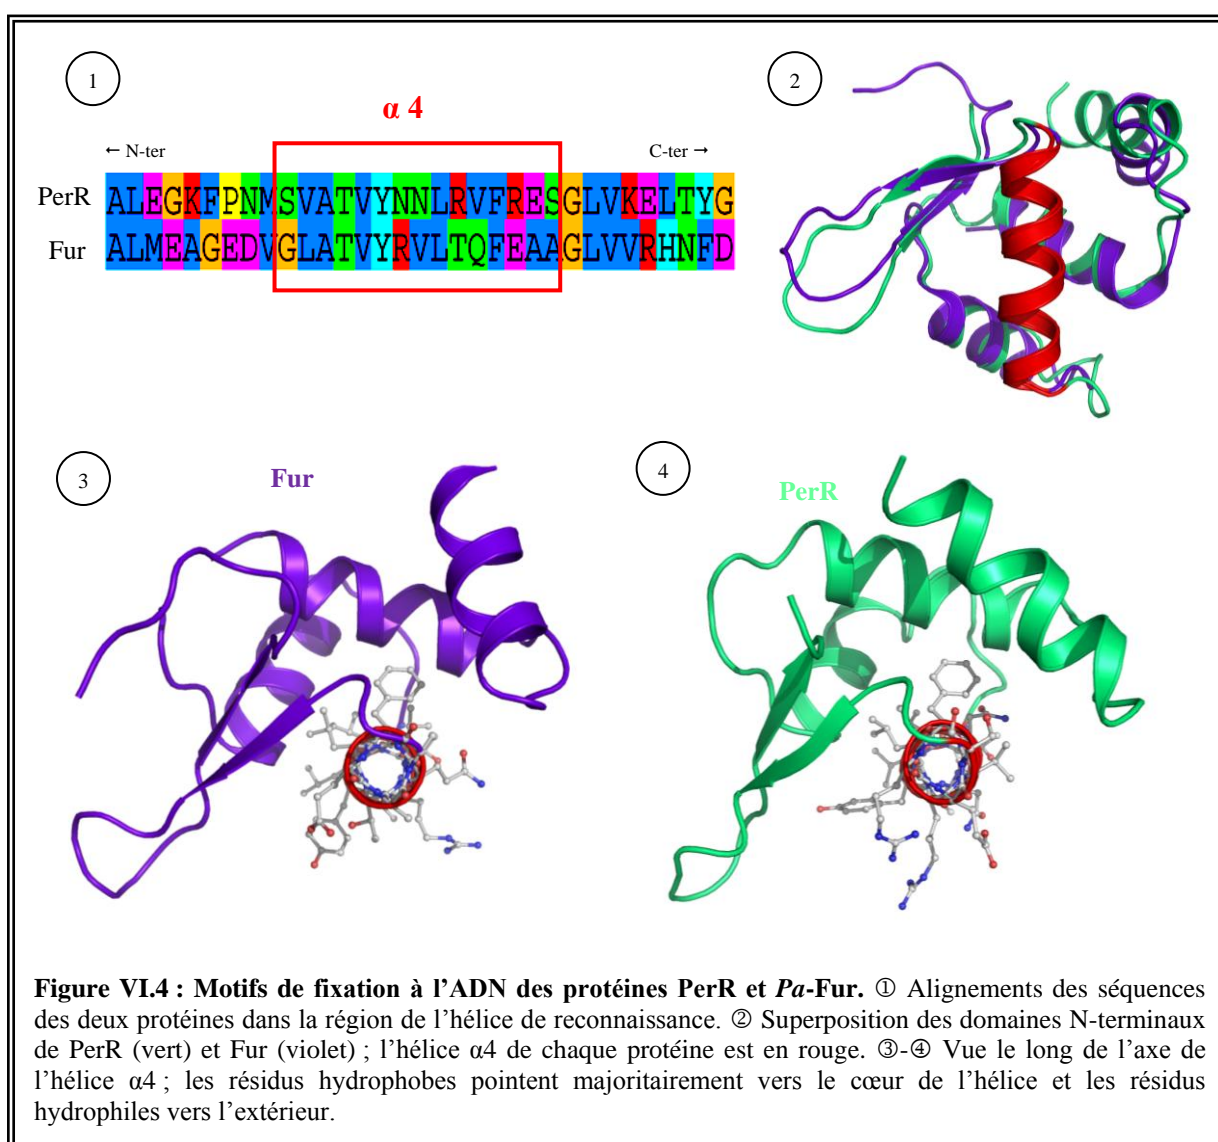 1
2
α 4
← N-ter
C-ter →
PerR ALEGKFPNMSVATVYNNLRVFRESGLVKELTYG
Fur ALMEAGEDVGLATVYRVLTQFEAAGLVVRHNFD
3
Fur
4
PerR
Figure VI.4 : Motifs de fixation à l’ADN des protéines PerR et Pa-Fur. ① Alignements des séquences
des deux protéines dans la région de l’hélice de reconnaissance. ② Superposition des domaines N-terminaux
de PerR (vert) et Fur (violet) ; l’hélice α4 de chaque protéine est en rouge. ③-④ Vue le long de l’axe de
l’hélice α4 ; les résidus hydrophobes pointent majoritairement vers le cœur de l’hélice et les résidus
hydrophiles vers l’extérieur.